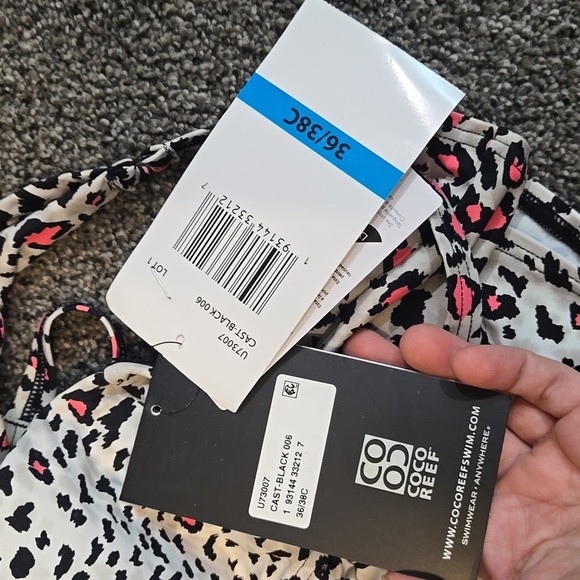 36/38C
1 93144 33212 7
LOT1
U73007
CAST-BLACK 006
U73007
CAST-BLACK 006
1 93144 33212 7
36/38C
CO
CO
COCO
REEF™
WWW.COCOREEFSWIM.COM
SWIMWEAR • ANYWHERE®